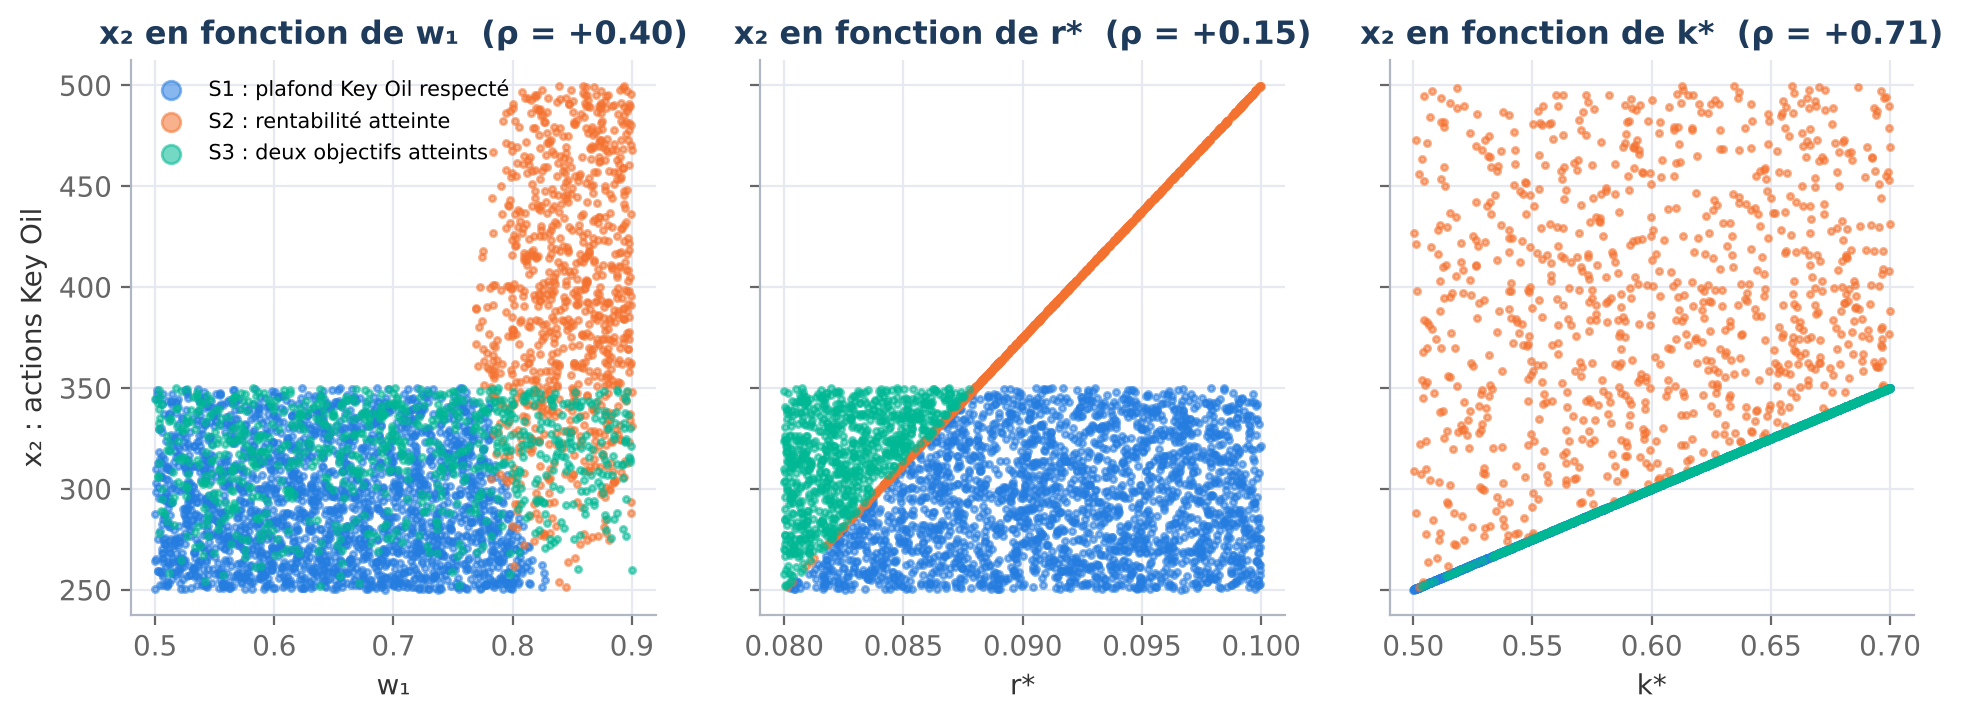 x₂ en fonction de w₁  (ρ = +0.40)
x₂ en fonction de r*  (ρ = +0.15)
x₂ en fonction de k*  (ρ = +0.71)
S1 : plafond Key Oil respecté
S2 : rentabilité atteinte
S3 : deux objectifs atteints
x₂ : actions Key Oil
500
450
400
350
300
250
0.5 0.6 0.7 0.8 0.9
w₁
0.080 0.085 0.090 0.095 0.100
r*
0.50 0.55 0.60 0.65 0.70
k*